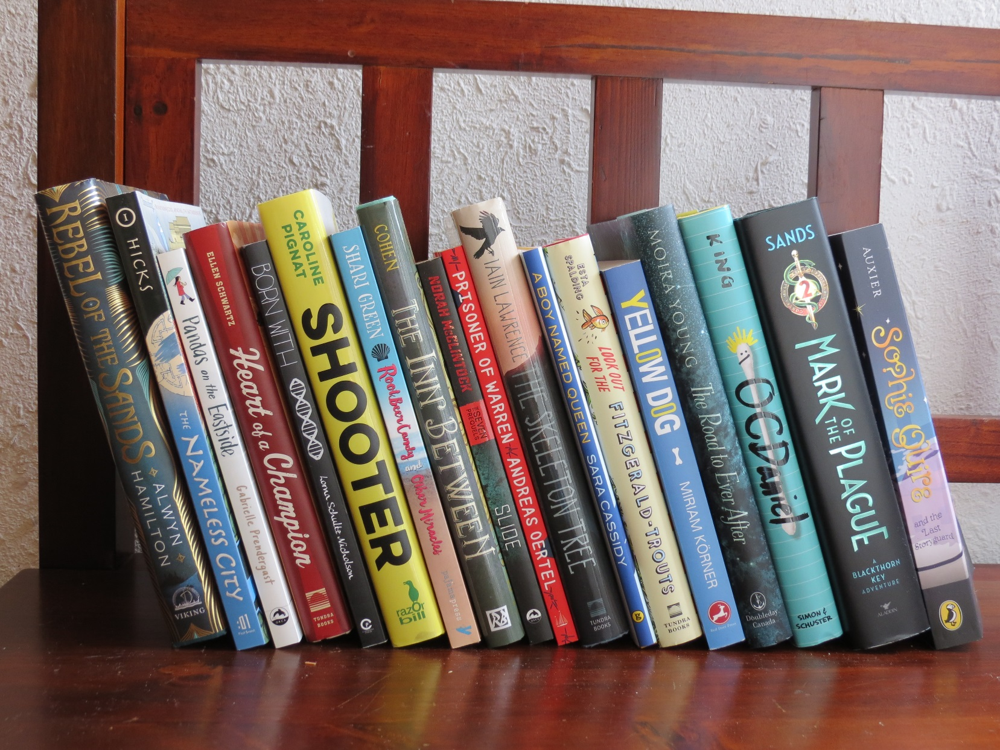 REBEL OF THE SANDS
ALWYN
HAMILTON
VIKING
HICKS
THE NAMELESS CITY
Pandas on the Eastside
Gabrielle Prendergast
ORCA
ELLEN SCHWARTZ
Heart of a Champion
TUNDRA
BOOKS
BORN WITH
Lorna Schultz Nicholson
CAROLINE
PIGNAT
SHOOTER
razOr
bill
SHARI GREEN
Root Beer Candy
and
Other Miracles
pajamapress
COHEN
THE INN BETWEEN
RB
NORAH McCLINTOCK
THE SEVEN
PREQUELS
SLIDE
PRISONER OF WARREN
ANDREAS OERTEL
IAIN LAWRENCE
THE SKELETON TREE
TUNDRA
BOOKS
A BOY NAMED QUEEN
SARA CASSIDY
g
ESTA
SPALDING
LOOK OUT
FOR THE
FITZGERALD-TROUTS
TUNDRA
BOOKS
YELLOW DOG
MIRIAM KÖRNER
Red Deer Press
MOIRA YOUNG
The Road to Ever After
Doubleday
Canada
KING
OCDaniel
SIMON &
SCHUSTER
SANDS
2
MARK
OF
THE
PLAGUE
A
BLACKTHORN
KEY
ADVENTURE
ALADDIN
AUXIER
Sophie Quire
and the
Last
Storyguard